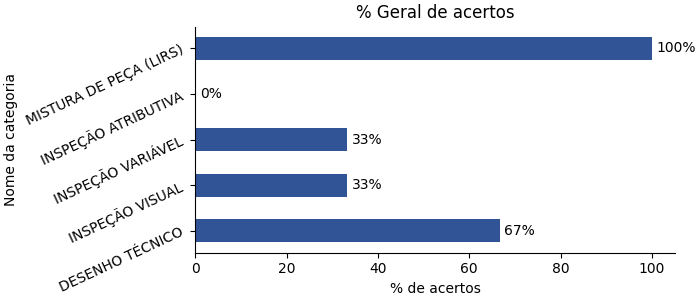 % Geral de acertos
Nome da categoria
MISTURA DE PEÇA (LIRS)
100%
INSPEÇÃO ATRIBUTIVA
0%
INSPEÇÃO VARIÁVEL
33%
INSPEÇÃO VISUAL
33%
DESENHO TÉCNICO
67%
0 20 40 60 80 100
% de acertos